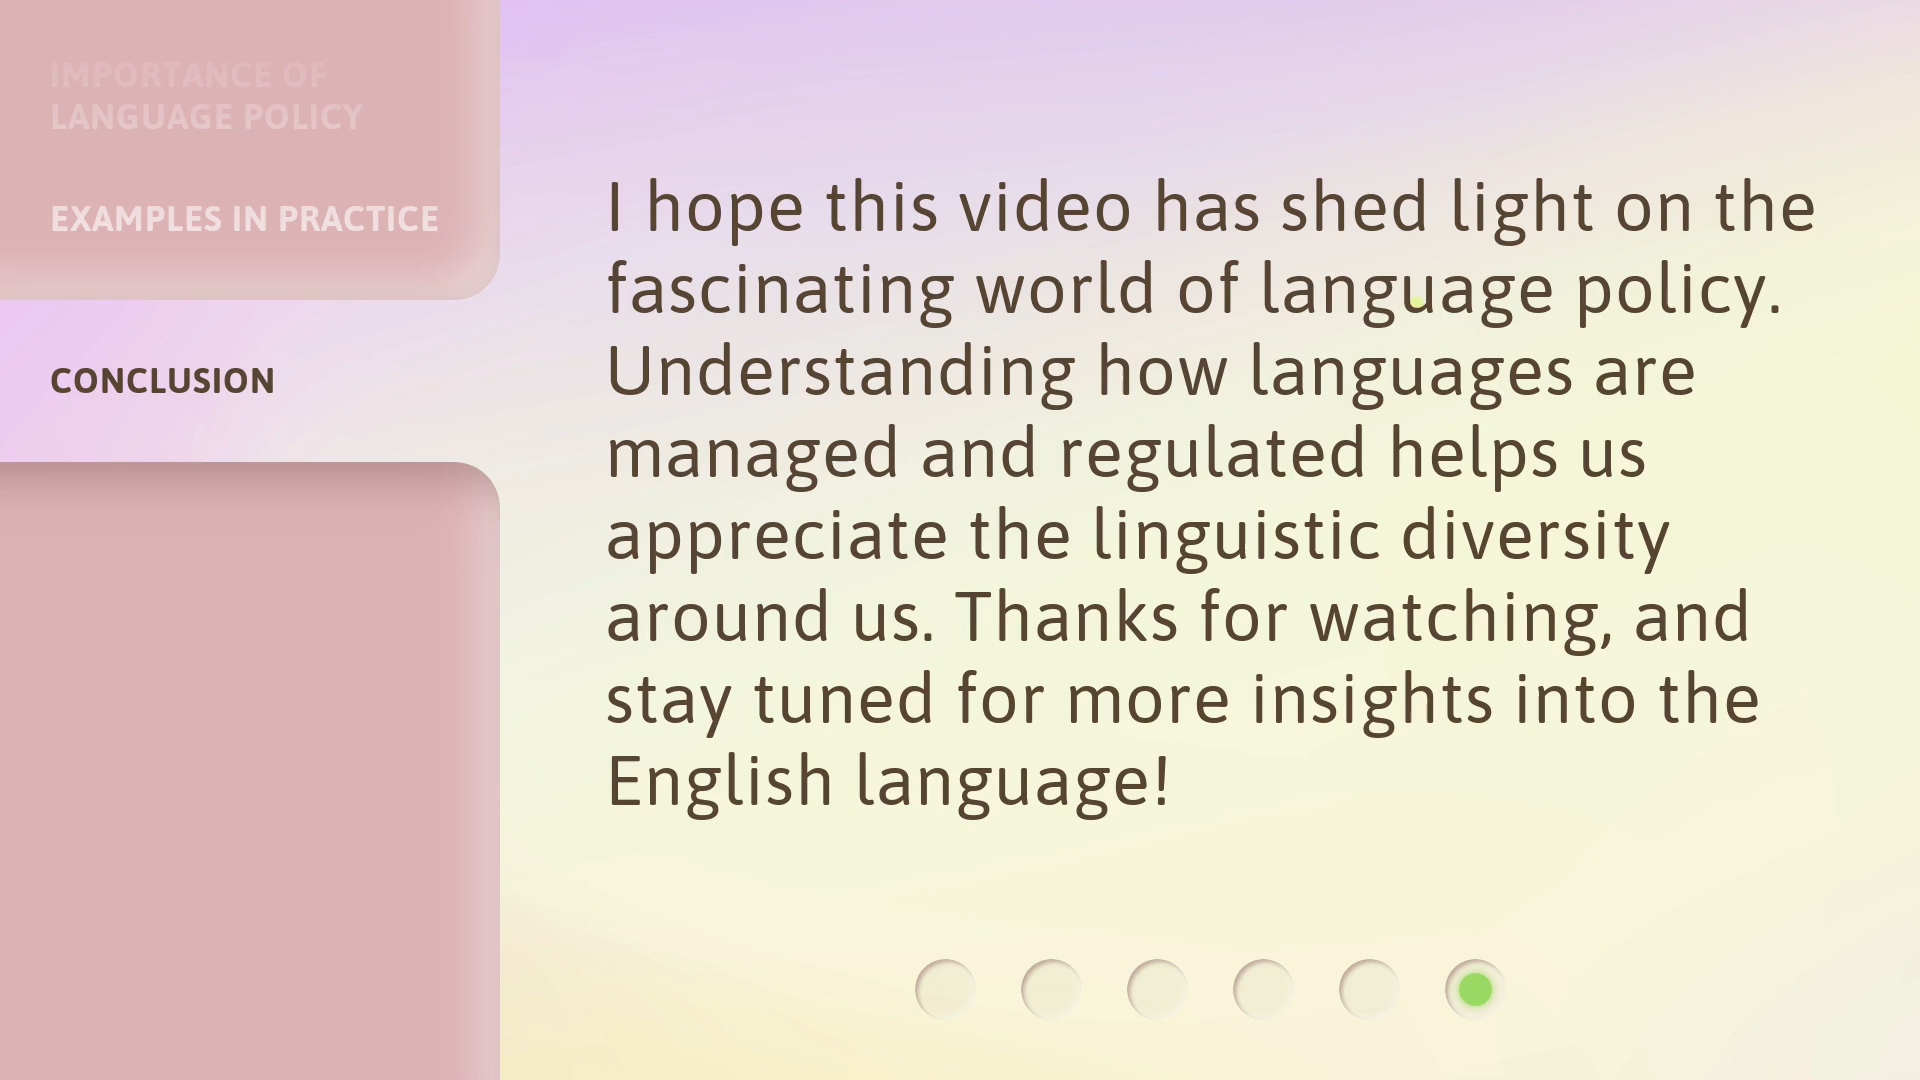 IMPORTANCE OF
LANGUAGE POLICY
EXAMPLES IN PRACTICE
CONCLUSION
I hope this video has shed light on the
fascinating world of language policy.
Understanding how languages are
managed and regulated helps us
appreciate the linguistic diversity
around us. Thanks for watching, and
stay tuned for more insights into the
English language!